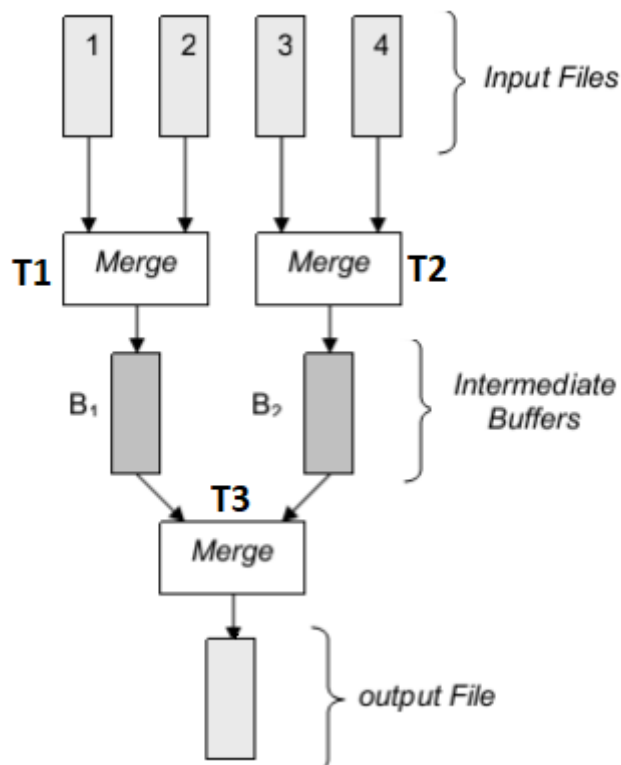 1 2 3 4
Input Files
T1 Merge Merge T2
B₁ B₂
Intermediate
Buffers
T3
Merge
output File